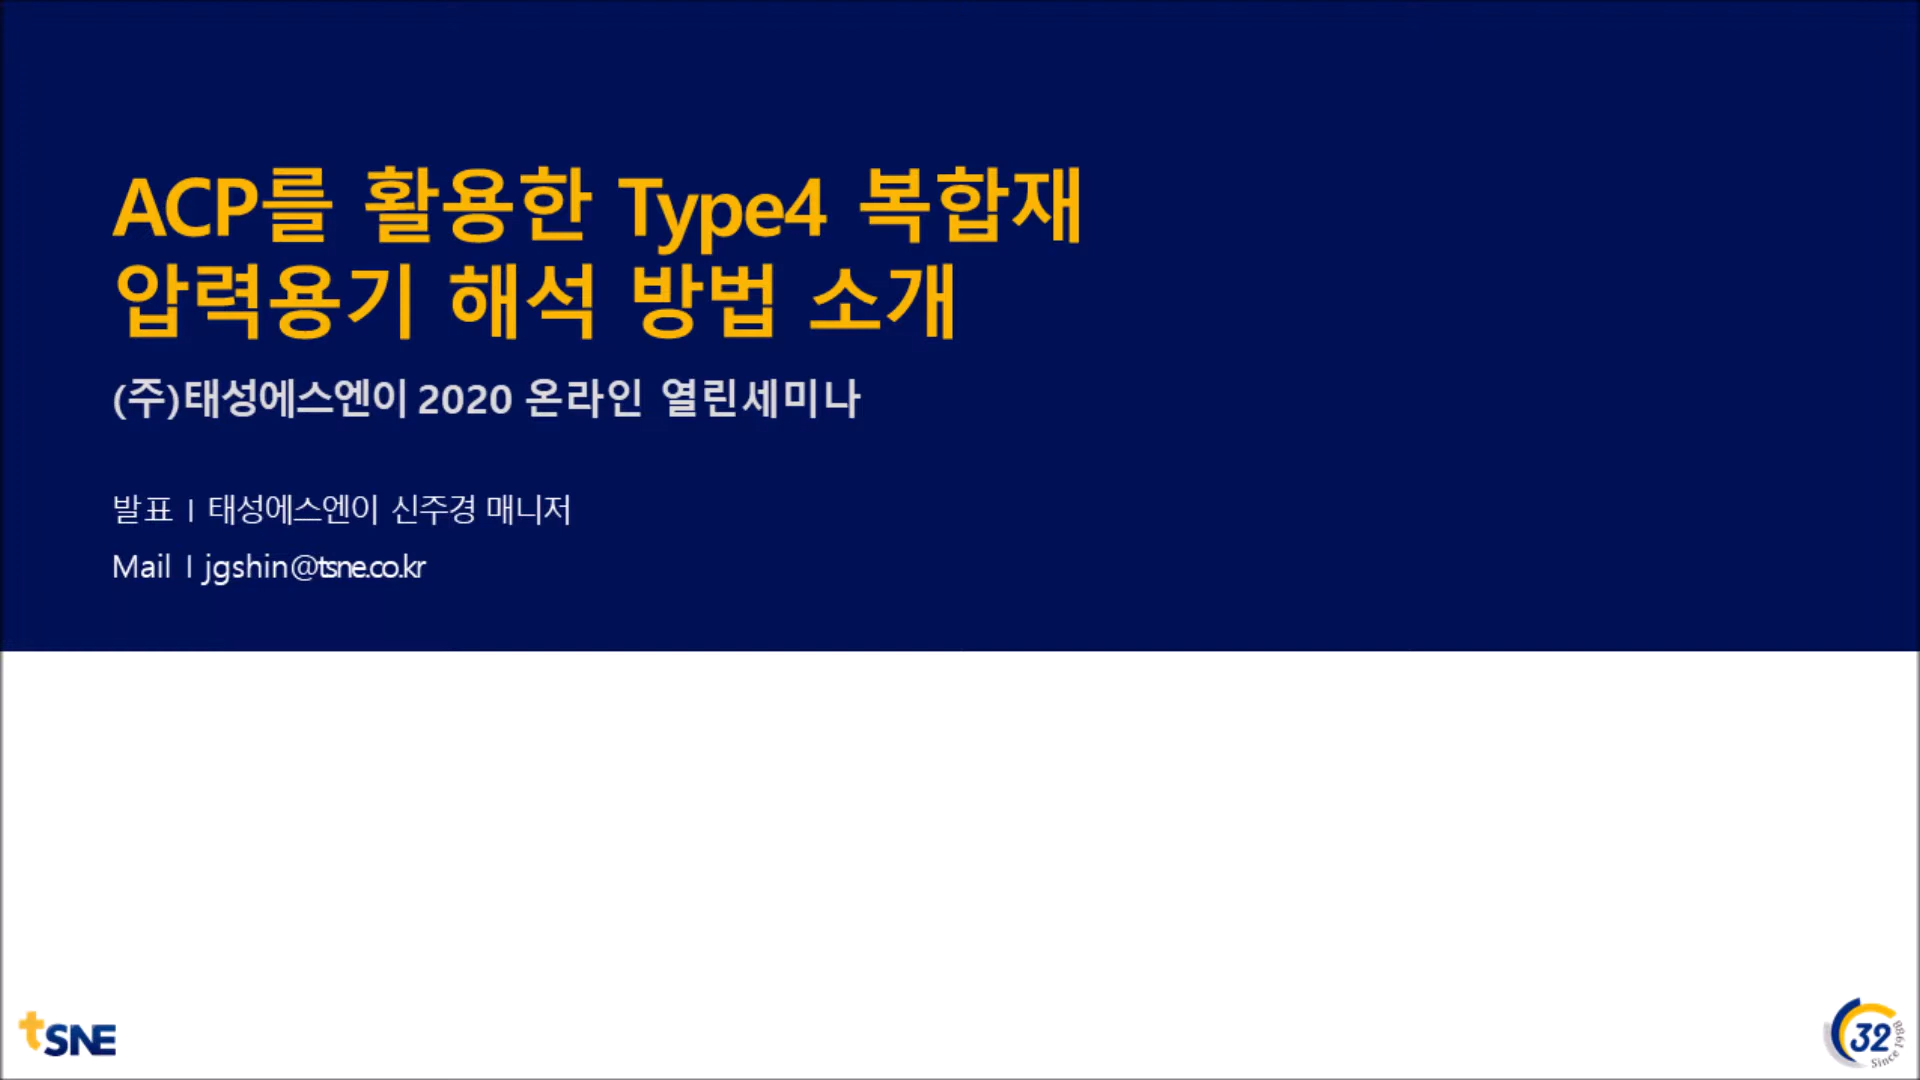 ACP를 활용한 Type4 복합재
압력용기 해석 방법 소개
(주)태성에스엔이 2020 온라인 열린세미나
발표 I 태성에스엔이 신주경 매니저
Mail I jgshin@tsne.co.kr
tSNE
32
Since 1988